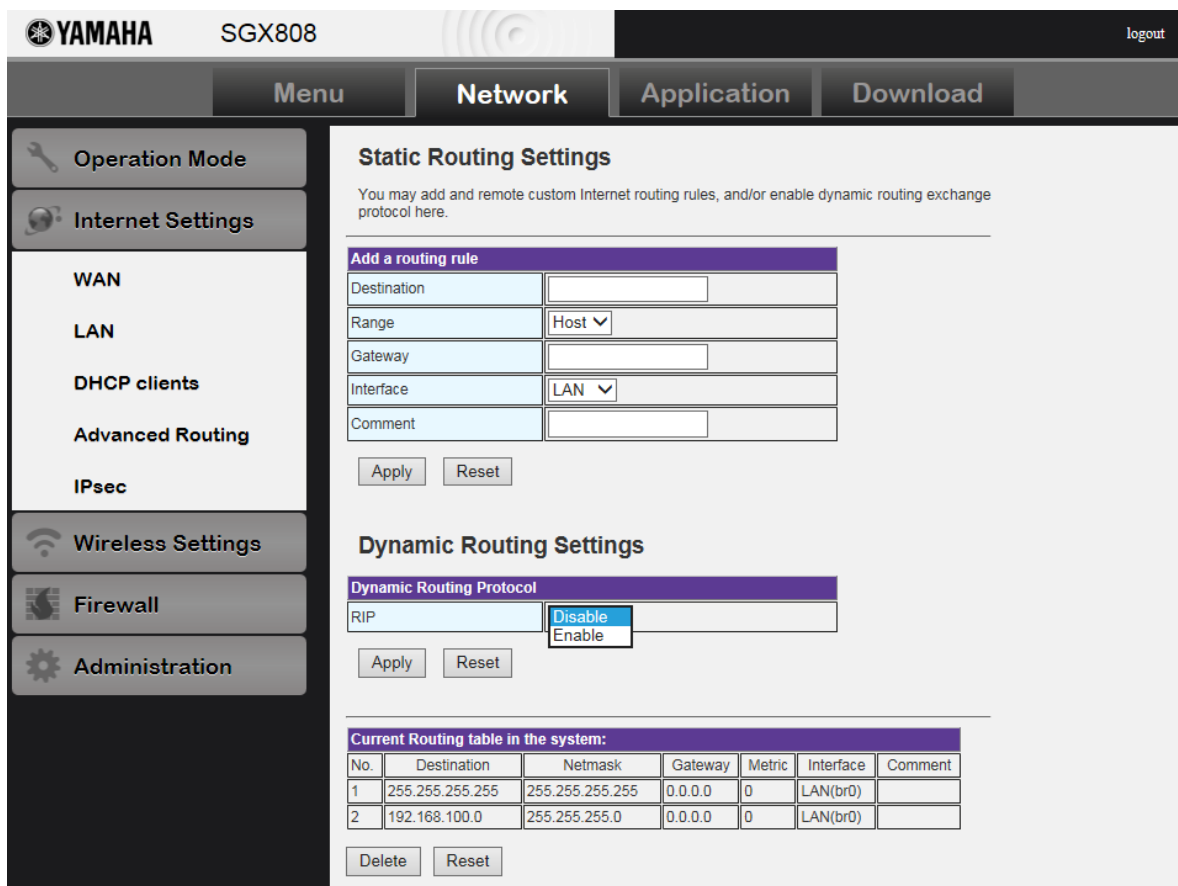 YAMAHA SGX808 logout
Menu Network Application Download
Operation Mode
Internet Settings
WAN
LAN
DHCP clients
Advanced Routing
IPsec
Wireless Settings
Firewall
Administration
Static Routing Settings
You may add and remote custom Internet routing rules, and/or enable dynamic routing exchange
protocol here.
Add a routing rule
Destination
Range Host
Gateway
Interface LAN
Comment
Apply Reset
Dynamic Routing Settings
Dynamic Routing Protocol
RIP Disable
Enable
Apply Reset
Current Routing table in the system:
No. Destination Netmask Gateway Metric Interface Comment
1 255.255.255.255 255.255.255.255 0.0.0.0 0 LAN(br0)
2 192.168.100.0 255.255.255.0 0.0.0.0 0 LAN(br0)
Delete Reset